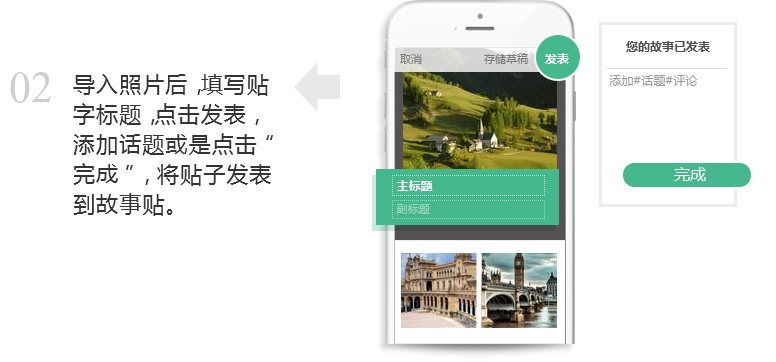 02
导入照片后 ,填写贴
字标题 ,点击发表 ,
添加话题或是点击 “
完成 ” , 将贴子发表
到故事贴。
取消 存储草稿 发表
主标题
副标题
您的故事已发表
添加#话题#评论
完成